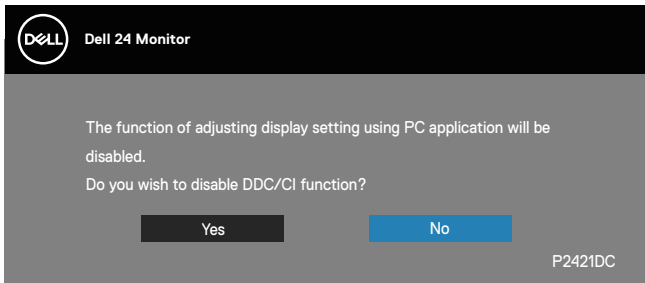 DELL
Dell 24 Monitor
The function of adjusting display setting using PC application will be
disabled.
Do you wish to disable DDC/CI function?
Yes
No
P2421DC